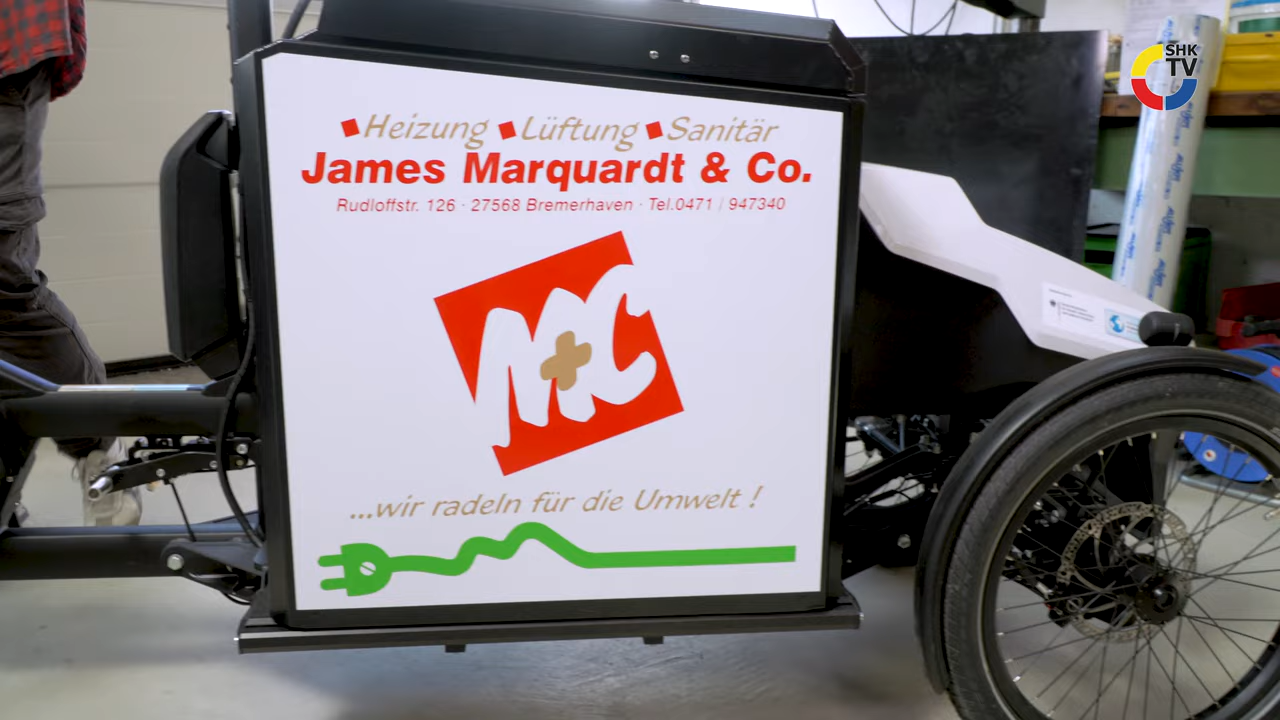 SHK
TV
Heizung Lüftung Sanitär
James Marquardt & Co.
Rudloffstr. 126 · 27568 Bremerhaven · Tel.0471 / 947340
MC
...wir radeln für die Umwelt !